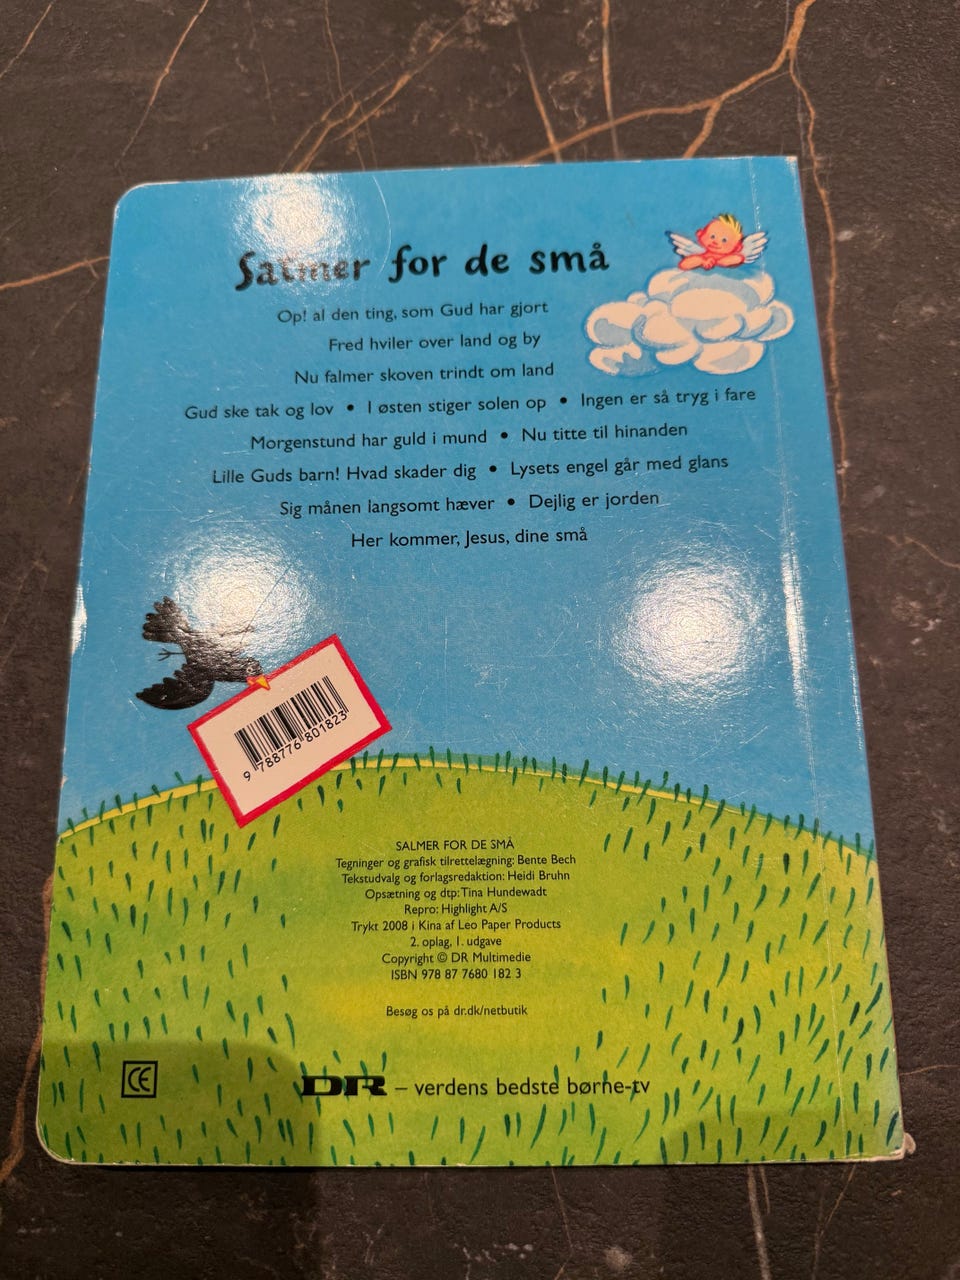 Salmer for de små
Op! al den ting, som Gud har gjort
Fred hviler over land og by
Nu falmer skoven trindt om land
Gud ske tak og lov • I østen stiger solen op • Ingen er så tryg i fare
Morgenstund har guld i mund • Nu titte til hinanden
Lille Guds barn! Hvad skader dig • Lysets engel går med glans
Sig månen langsomt hæver • Dejlig er jorden
Her kommer, Jesus, dine små
9 788776 801823
SALMER FOR DE SMÅ
Tegninger og grafisk tilrettelægning: Bente Bech
Tekstudvalg og forlagsredaktion: Heidi Bruhn
Opsætning og dtp: Tina Hundewadt
Repro: Highlight A/S
Trykt 2008 i Kina af Leo Paper Products
2. oplag, 1. udgave
Copyright © DR Multimedie
ISBN 978 87 7680 182 3
Besøg os på dr.dk/netbutik
CE
DR – verdens bedste børne-tv